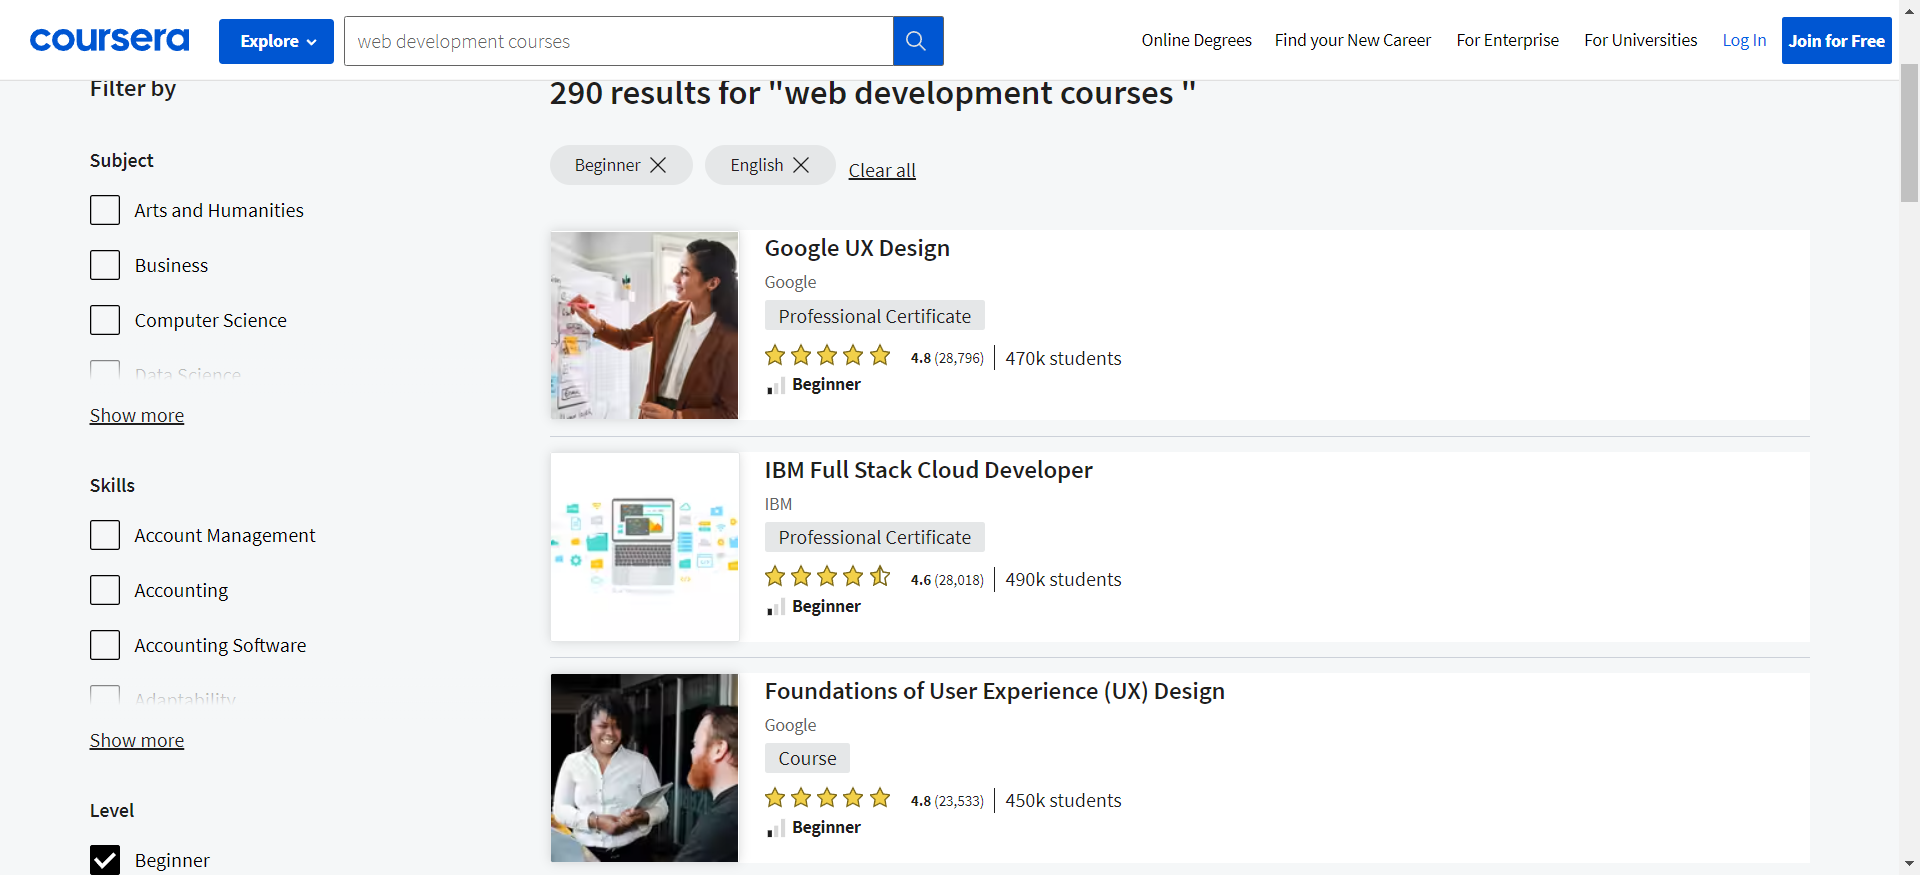 coursera
Explore
web development courses
Online Degrees
Find your New Career
For Enterprise
For Universities
Log In
Join for Free
Filter by
Subject
Arts and Humanities
Business
Computer Science
Data Science
Show more
Skills
Account Management
Accounting
Accounting Software
Adaptability
Show more
Level
Beginner
290 results for "web development courses "
Beginner
English
Clear all
Google UX Design
Google
Professional Certificate
4.8 (28,796) 470k students
Beginner
IBM Full Stack Cloud Developer
IBM
Professional Certificate
4.6 (28,018) 490k students
Beginner
Foundations of User Experience (UX) Design
Google
Course
4.8 (23,533) 450k students
Beginner